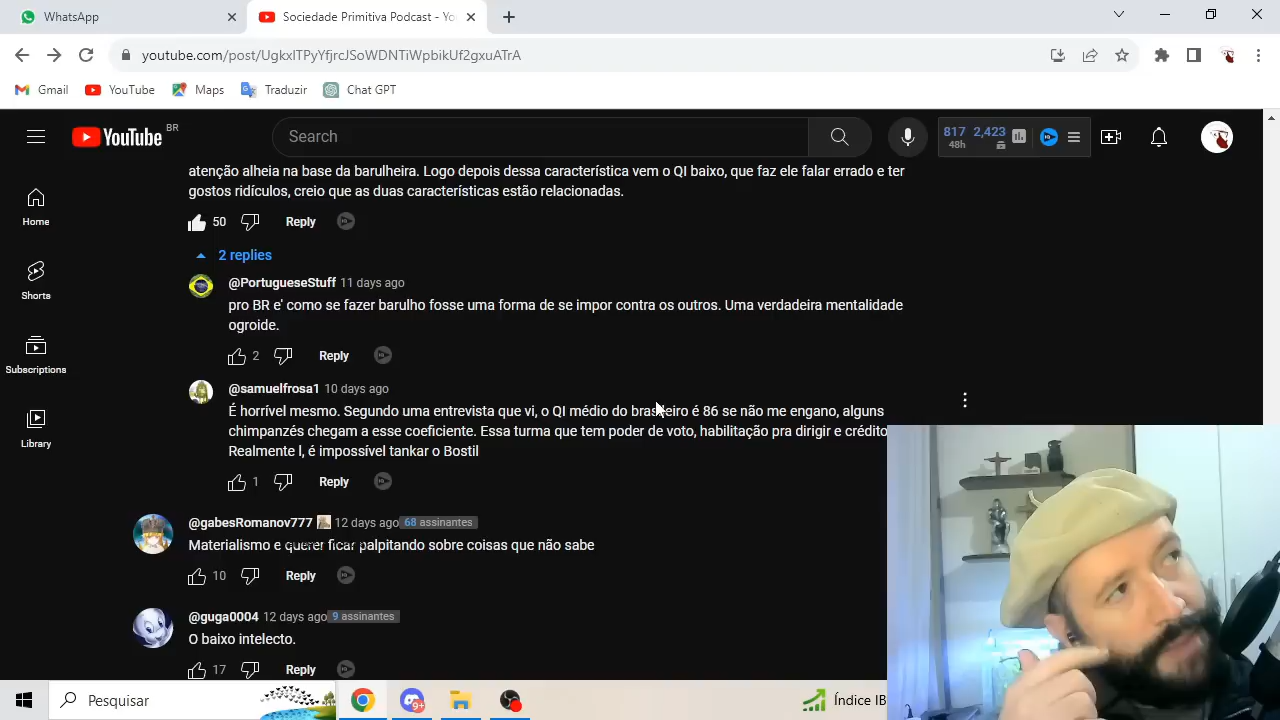 WhatsApp
Sociedade Primitiva Podcast - Yo
youtube.com/post/UgkxlTPyYfjrcJSoWDNTiWpbikUf2gxuATrA
Gmail
YouTube
Maps
Traduzir
Chat GPT
YouTube BR
Search
817 2,423
48h
atenção alheia na base da barulheira. Logo depois dessa característica vem o QI baixo, que faz ele falar errado e ter
gostos ridículos, creio que as duas características estão relacionadas.
Home
50 Reply
2 replies
@PortugueseStuff 11 days ago
Shorts
pro BR e' como se fazer barulho fosse uma forma de se impor contra os outros. Uma verdadeira mentalidade
ogroide.
2 Reply
Subscriptions
@samuelfrosa1 10 days ago
É horrível mesmo. Segundo uma entrevista que vi, o QI médio do brasileiro é 86 se não me engano, alguns
chimpanzés chegam a esse coeficiente. Essa turma que tem poder de voto, habilitação pra dirigir e crédito
Library
Realmente l, é impossível tankar o Bostil
1 Reply
@gabesRomanov777 12 days ago 68 assinantes
Materialismo e querer ficar palpitando sobre coisas que não sabe
10 Reply
@guga0004 12 days ago 9 assinantes
O baixo intelecto.
17 Reply
Pesquisar
9+
Índice IB